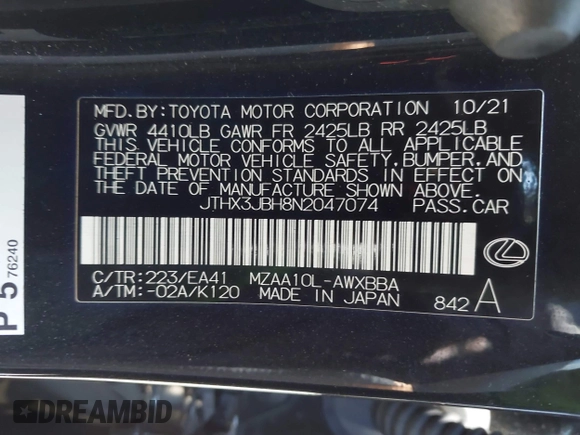 MFD. BY: TOYOTA MOTOR CORPORATION 10/21
GVWR 4410LB GAWR FR 2425LB RR 2425LB
THIS VEHICLE CONFORMS TO ALL APPLICABLE
FEDERAL MOTOR VEHICLE SAFETY, BUMPER, AND
THEFT PREVENTION STANDARDS IN EFFECT ON
THE DATE OF MANUFACTURE SHOWN ABOVE.
JTHX3JBH8N2047074 PASS. CAR
C/TR: 223/EA41 MZAA10L-AWXBBA
A/TM: -02A/K120 MADE IN JAPAN 842 A
P 5 76240
DREAMBID